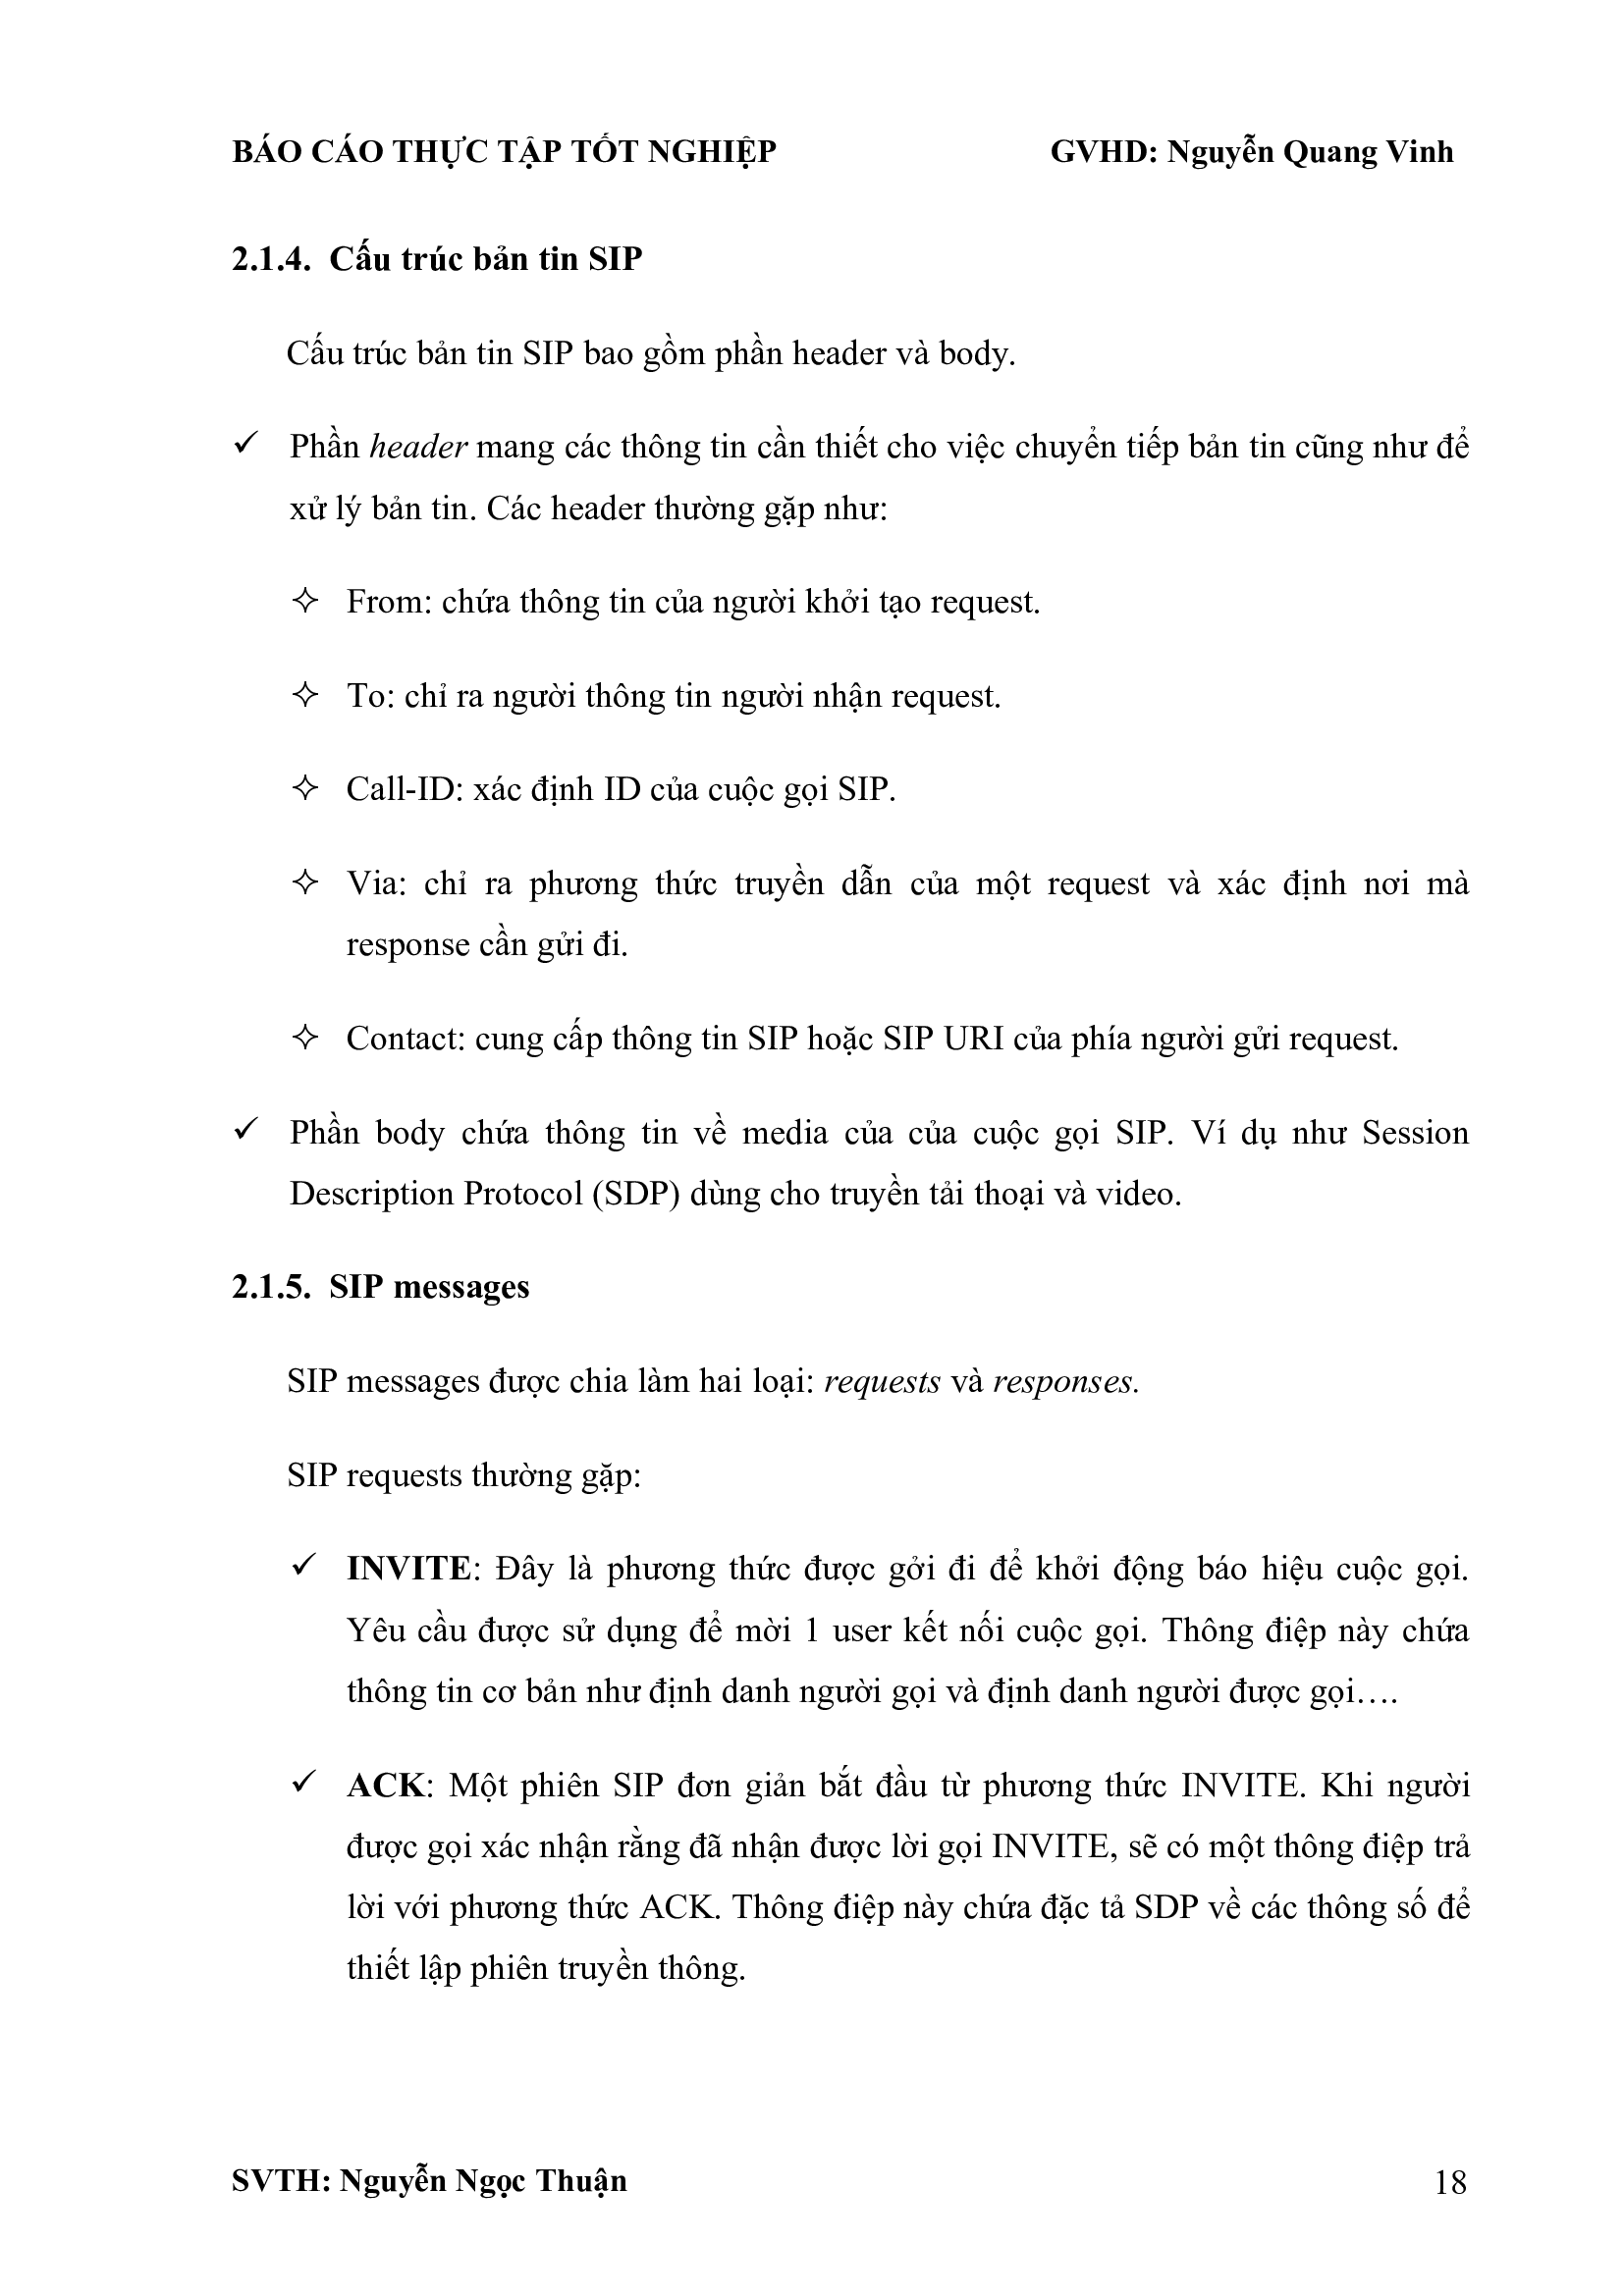 BÁO CÁO THỰC TẬP TỐT NGHIỆP GVHD: Nguyễn Quang Vinh
2.1.4. Cấu trúc bản tin SIP
Cấu trúc bản tin SIP bao gồm phần header và body.
✓ Phần header mang các thông tin cần thiết cho việc chuyển tiếp bản tin cũng như để
xử lý bản tin. Các header thường gặp như:
✧ From: chứa thông tin của người khởi tạo request.
✧ To: chỉ ra người thông tin người nhận request.
✧ Call-ID: xác định ID của cuộc gọi SIP.
✧ Via: chỉ ra phương thức truyền dẫn của một request và xác định nơi mà
response cần gửi đi.
✧ Contact: cung cấp thông tin SIP hoặc SIP URI của phía người gửi request.
✓ Phần body chứa thông tin về media của của cuộc gọi SIP. Ví dụ như Session
Description Protocol (SDP) dùng cho truyền tải thoại và video.
2.1.5. SIP messages
SIP messages được chia làm hai loại: requests và responses.
SIP requests thường gặp:
✓ INVITE: Đây là phương thức được gởi đi để khởi động báo hiệu cuộc gọi.
Yêu cầu được sử dụng để mời 1 user kết nối cuộc gọi. Thông điệp này chứa
thông tin cơ bản như định danh người gọi và định danh người được gọi….
✓ ACK: Một phiên SIP đơn giản bắt đầu từ phương thức INVITE. Khi người
được gọi xác nhận rằng đã nhận được lời gọi INVITE, sẽ có một thông điệp trả
lời với phương thức ACK. Thông điệp này chứa đặc tả SDP về các thông số để
thiết lập phiên truyền thông.
SVTH: Nguyễn Ngọc Thuận 18